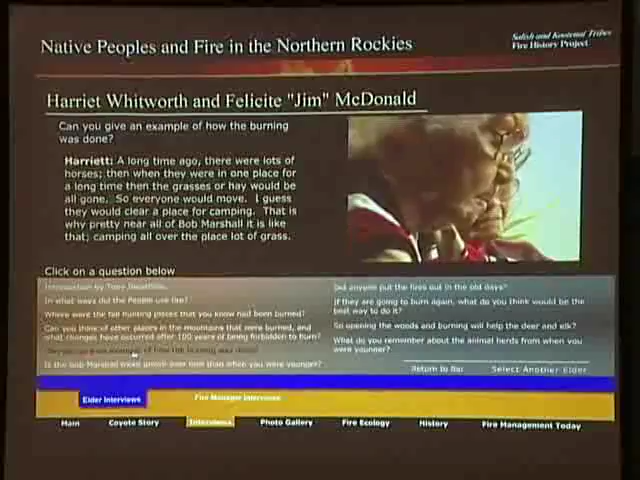 Native Peoples and Fire in the Northern Rockies
Salish and Kootenai Tribes
Fire History Project
Harriet Whitworth and Felicite "Jim" McDonald
Can you give an example of how the burning
was done?
Harriett: A long time ago, there were lots of
horses; then when they were in one place for
a long time then the grasses or hay would be
all gone. So everyone would move. I guess
they would clear a place for camping. That is
why pretty near all of Bob Marshall it is like
that; camping all over the place lot of grass.
Click on a question below
Introduction by Tony
In what ways did the People use fire?
Where were the fall hunting places that you know had been burned?
Can you think of other places in the mountains that were burned, and
what changes have occurred after 100 years of being forbidden to burn?
of how the burning was done?
Is the Bob Marshall more grown over now than when you were younger?
Did anyone put the fires out in the old days?
If they are going to burn again, what do you think would be the
best way to do it?
So opening the woods and burning will help the deer and elk?
What do you remember about the animal herds from when you
were younger?
Return to Nav
Select Another Elder
Elder Interviews
Fire Manager Interviews
Main
Coyote Story
Interviews
Photo Gallery
Fire Ecology
History
Fire Management Today